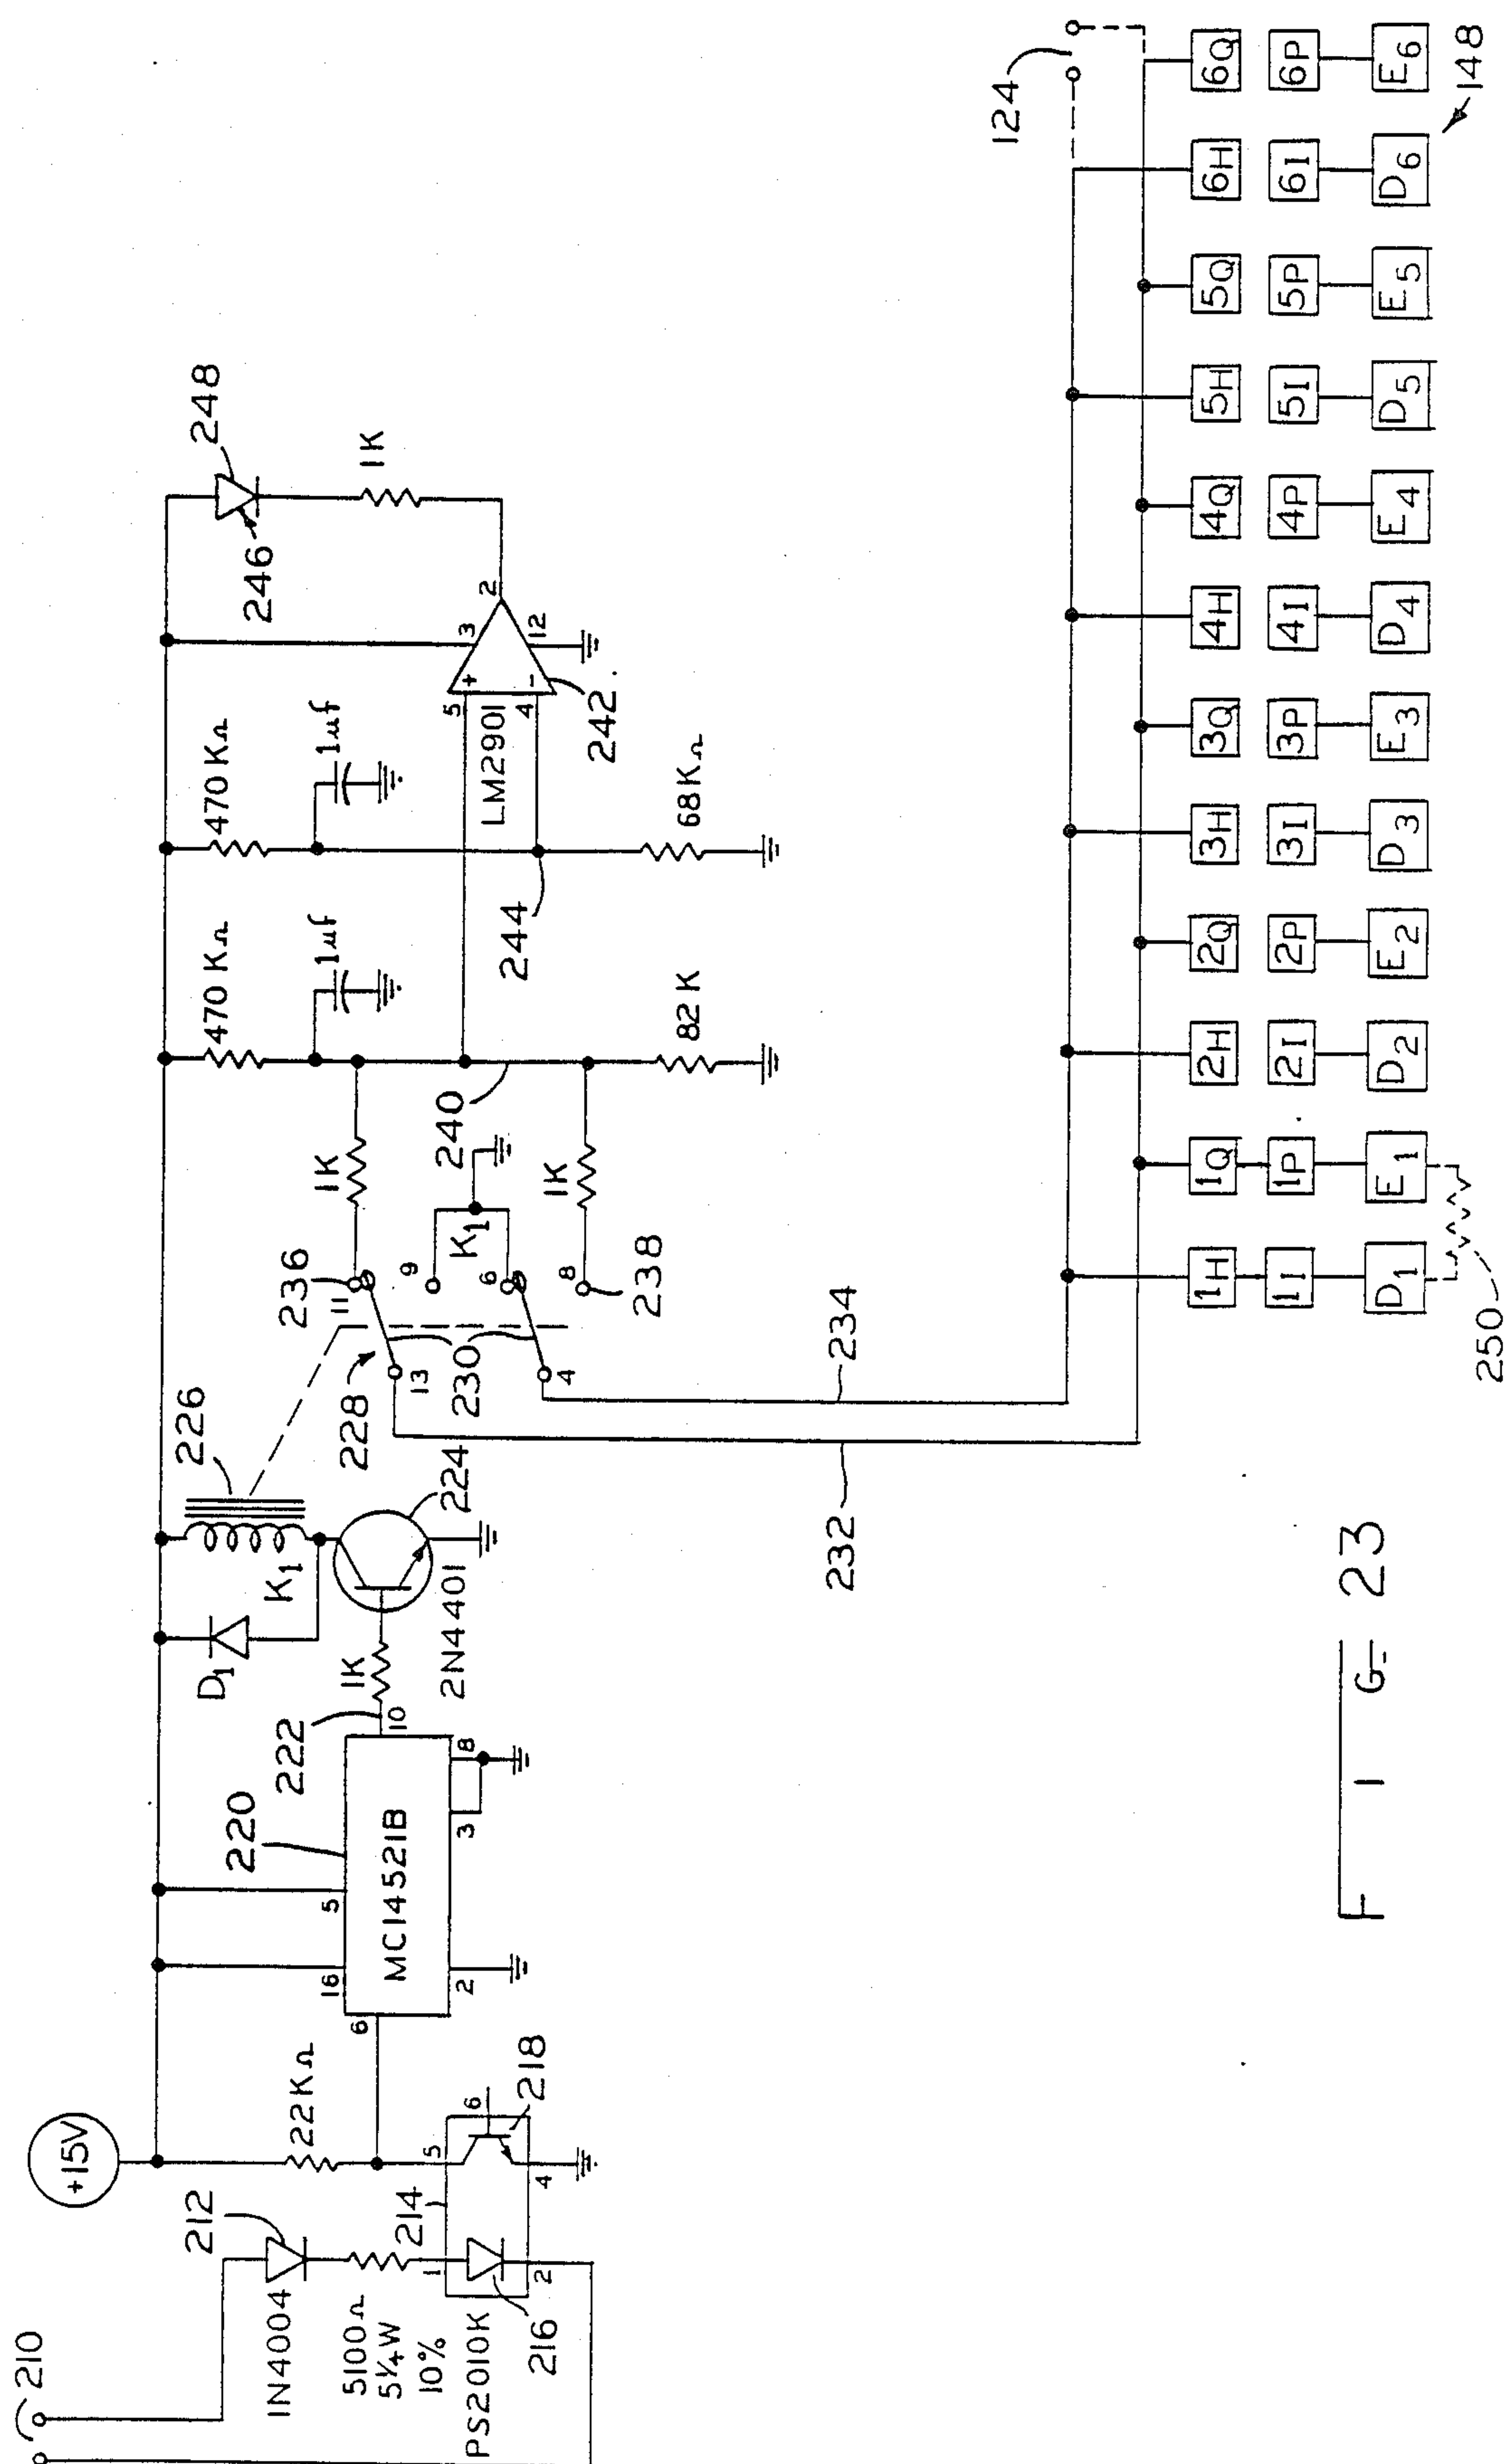 210
+15V
212
1N4004
5100Ω
5¼W
10%
214
PS2010K
216
218
1
2
5
6
4
22KΩ
220
MC14521B
6
16
5
2
3
8
10
222
1K
D1
K1
226
224
2N4401
228
230
13
4
236
11
9
6
8
238
K1
1K
1K
240
470KΩ
1uf
82K
470KΩ
1uf
244
68KΩ
LM2901
5
4
+
-
3
2
12
242
246
248
1K
232
234
124
1H 1Q 2H 2Q 3H 3Q 4H 4Q 5H 5Q 6H 6Q
1I 1P 2I 2P 3I 3P 4I 4P 5I 5P 6I 6P
D1 E1 D2 E2 D3 E3 D4 E4 D5 E5 D6 E6
250
148
FIG 23